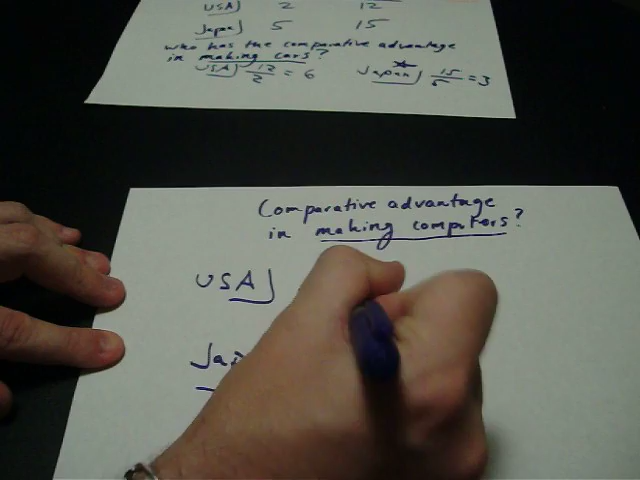 USA 2 12
Japan 5 15
who has the comparative advantage
in making cars?
USA 12/2 = 6 Japan 15/5 = 3
Comparative advantage
in making computers?
USA
Jap